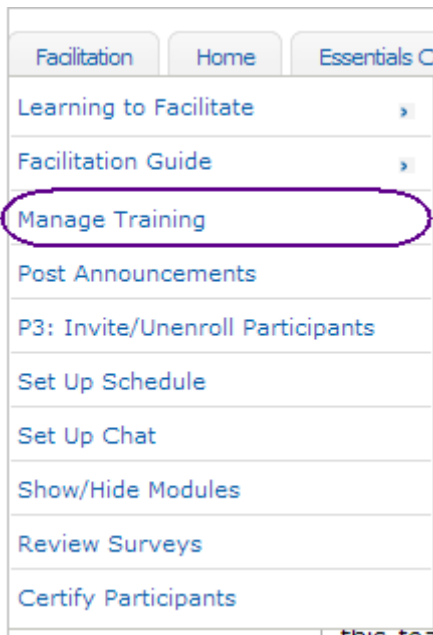 Facilitation Home Essentials
Learning to Facilitate
Facilitation Guide
Manage Training
Post Announcements
P3: Invite/Unenroll Participants
Set Up Schedule
Set Up Chat
Show/Hide Modules
Review Surveys
Certify Participants